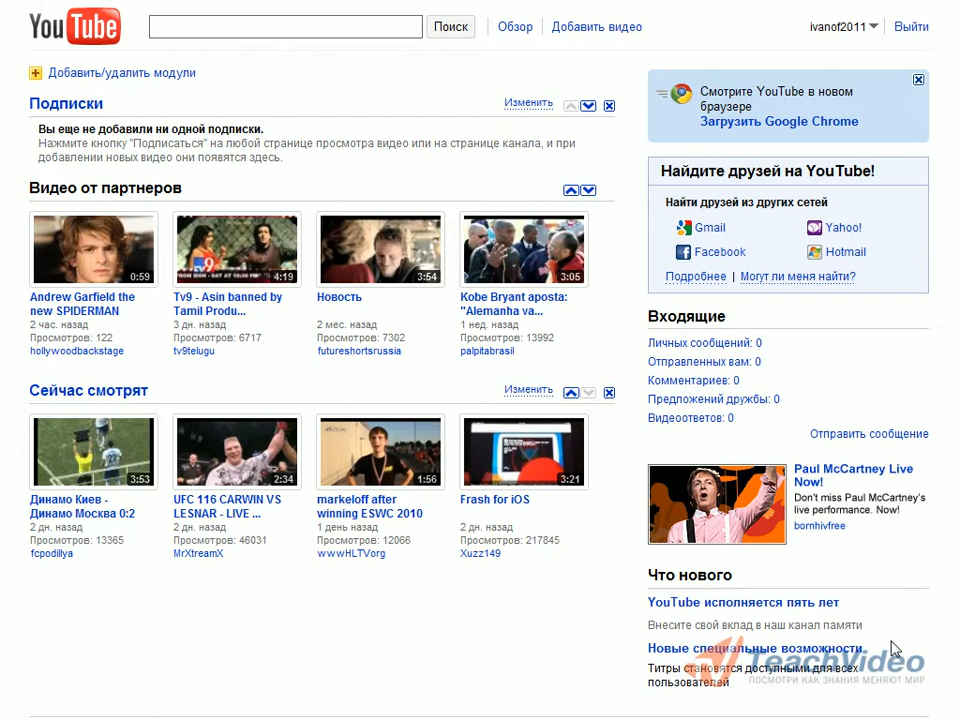 YouTube
Поиск
Обзор
Добавить видео
ivanof2011
Выйти
Добавить/удалить модули
Подписки
Изменить
Вы еще не добавили ни одной подписки.
Нажмите кнопку "Подписаться" на любой странице просмотра видео или на странице канала, и при
добавлении новых видео они появятся здесь.
Видео от партнеров
0:59
4:19
3:54
3:05
Andrew Garfield the
new SPIDERMAN
2 час. назад
Просмотров: 122
hollywoodbackstage
Tv9 - Asin banned by
Tamil Produ...
3 дн. назад
Просмотров: 6717
tv9telugu
Новость
2 мес. назад
Просмотров: 7302
futureshortsrussia
Kobe Bryant aposta:
"Alemanha va...
1 нед. назад
Просмотров: 13992
palpitabrasil
Сейчас смотрят
Изменить
3:53
2:34
1:56
3:21
Динамо Киев -
Динамо Москва 0:2
2 дн. назад
Просмотров: 13365
fcpodillya
UFC 116 CARWIN VS
LESNAR - LIVE ...
2 дн. назад
Просмотров: 46031
MrXtreamX
markeloff after
winning ESWC 2010
1 день назад
Просмотров: 12066
wwwHLTVorg
Frash for iOS
2 дн. назад
Просмотров: 217845
Xuzz149
Смотрите YouTube в новом
браузере
Загрузить Google Chrome
Найдите друзей на YouTube!
Найти друзей из других сетей
Gmail
Yahoo!
Facebook
Hotmail
Подробнее | Могут ли меня найти?
Входящие
Личных сообщений: 0
Отправленных вам: 0
Комментариев: 0
Предложений дружбы: 0
Видеоответов: 0
Отправить сообщение
Paul McCartney Live
Now!
Don't miss Paul McCartney's
live performance. Now!
bornhivfree
Что нового
YouTube исполняется пять лет
Внесите свой вклад в наш канал памяти
Новые специальные возможности
Титры становятся доступными для всех
пользователей
TeachVideo
ПОСМОТРИ КАК ЗНАНИЯ МЕНЯЮТ МИР